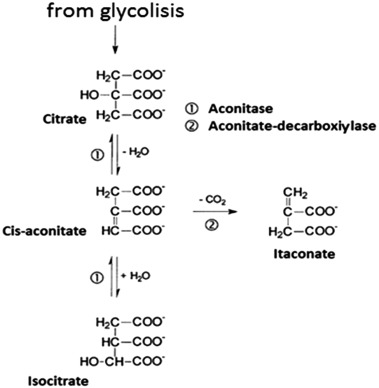 from glycolisis
H₂C–COO⁻
HO–C–COO⁻
H₂C–COO⁻
Citrate
① Aconitase
② Aconitate-decarboxiylase
① - H₂O
H₂C–COO⁻
C–COO⁻
HC–COO⁻
Cis-aconitate
- CO₂
②
CH₂
C–COO⁻
H₂C–COO⁻
Itaconate
① + H₂O
H₂C–COO⁻
HC–COO⁻
HO-CH–COO⁻
Isocitrate